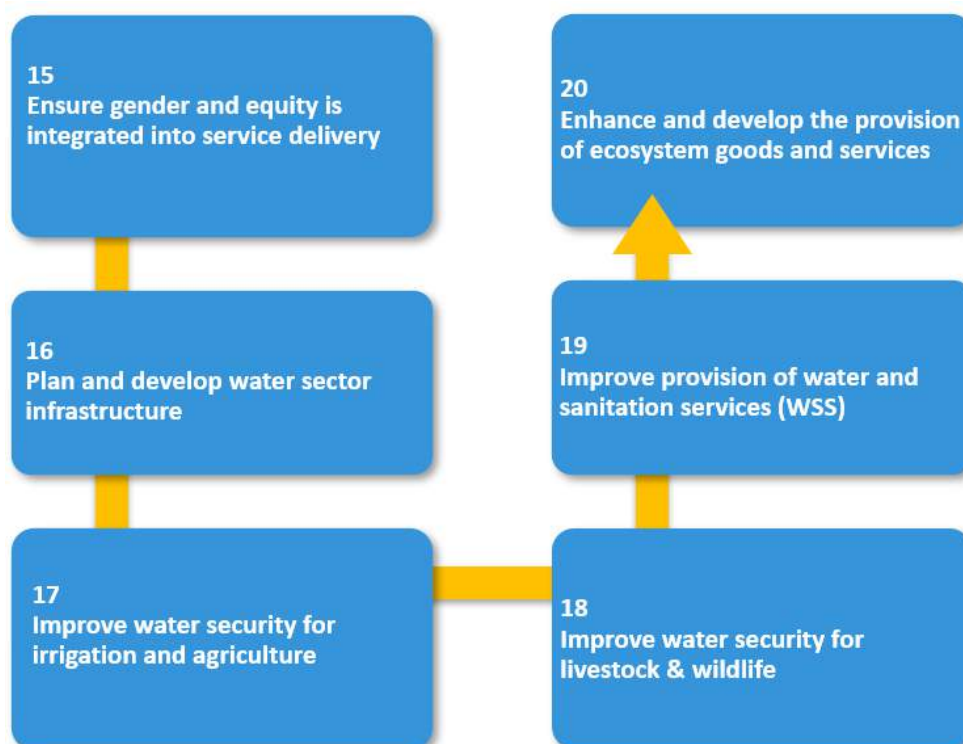 15
Ensure gender and equity is
integrated into service delivery
16
Plan and develop water sector
infrastructure
17
Improve water security for
irrigation and agriculture
18
Improve water security for
livestock & wildlife
19
Improve provision of water and
sanitation services (WSS)
20
Enhance and develop the provision
of ecosystem goods and services